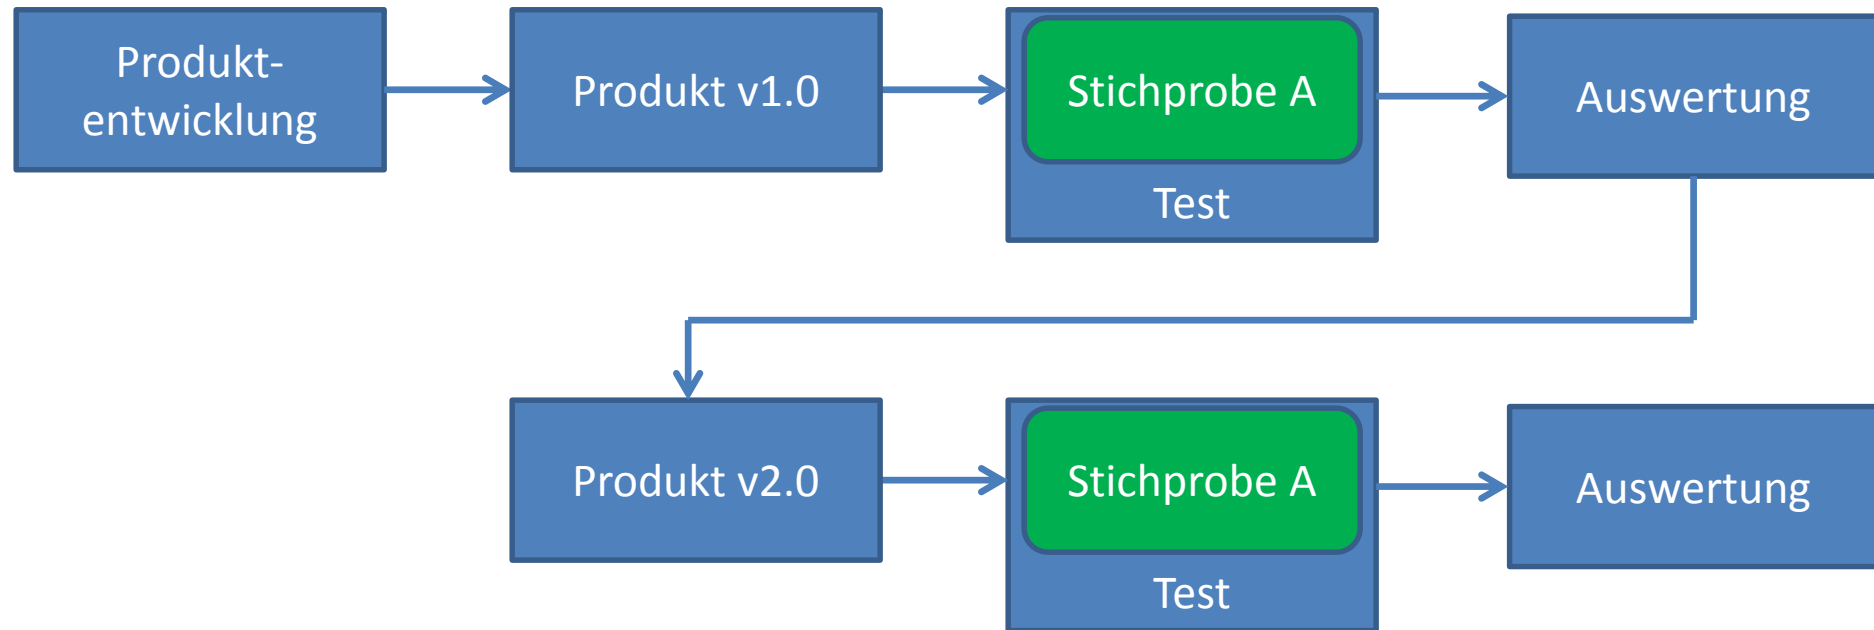 Produkt-
entwicklung
Produkt v1.0
Stichprobe A
Test
Auswertung
Produkt v2.0
Stichprobe A
Test
Auswertung